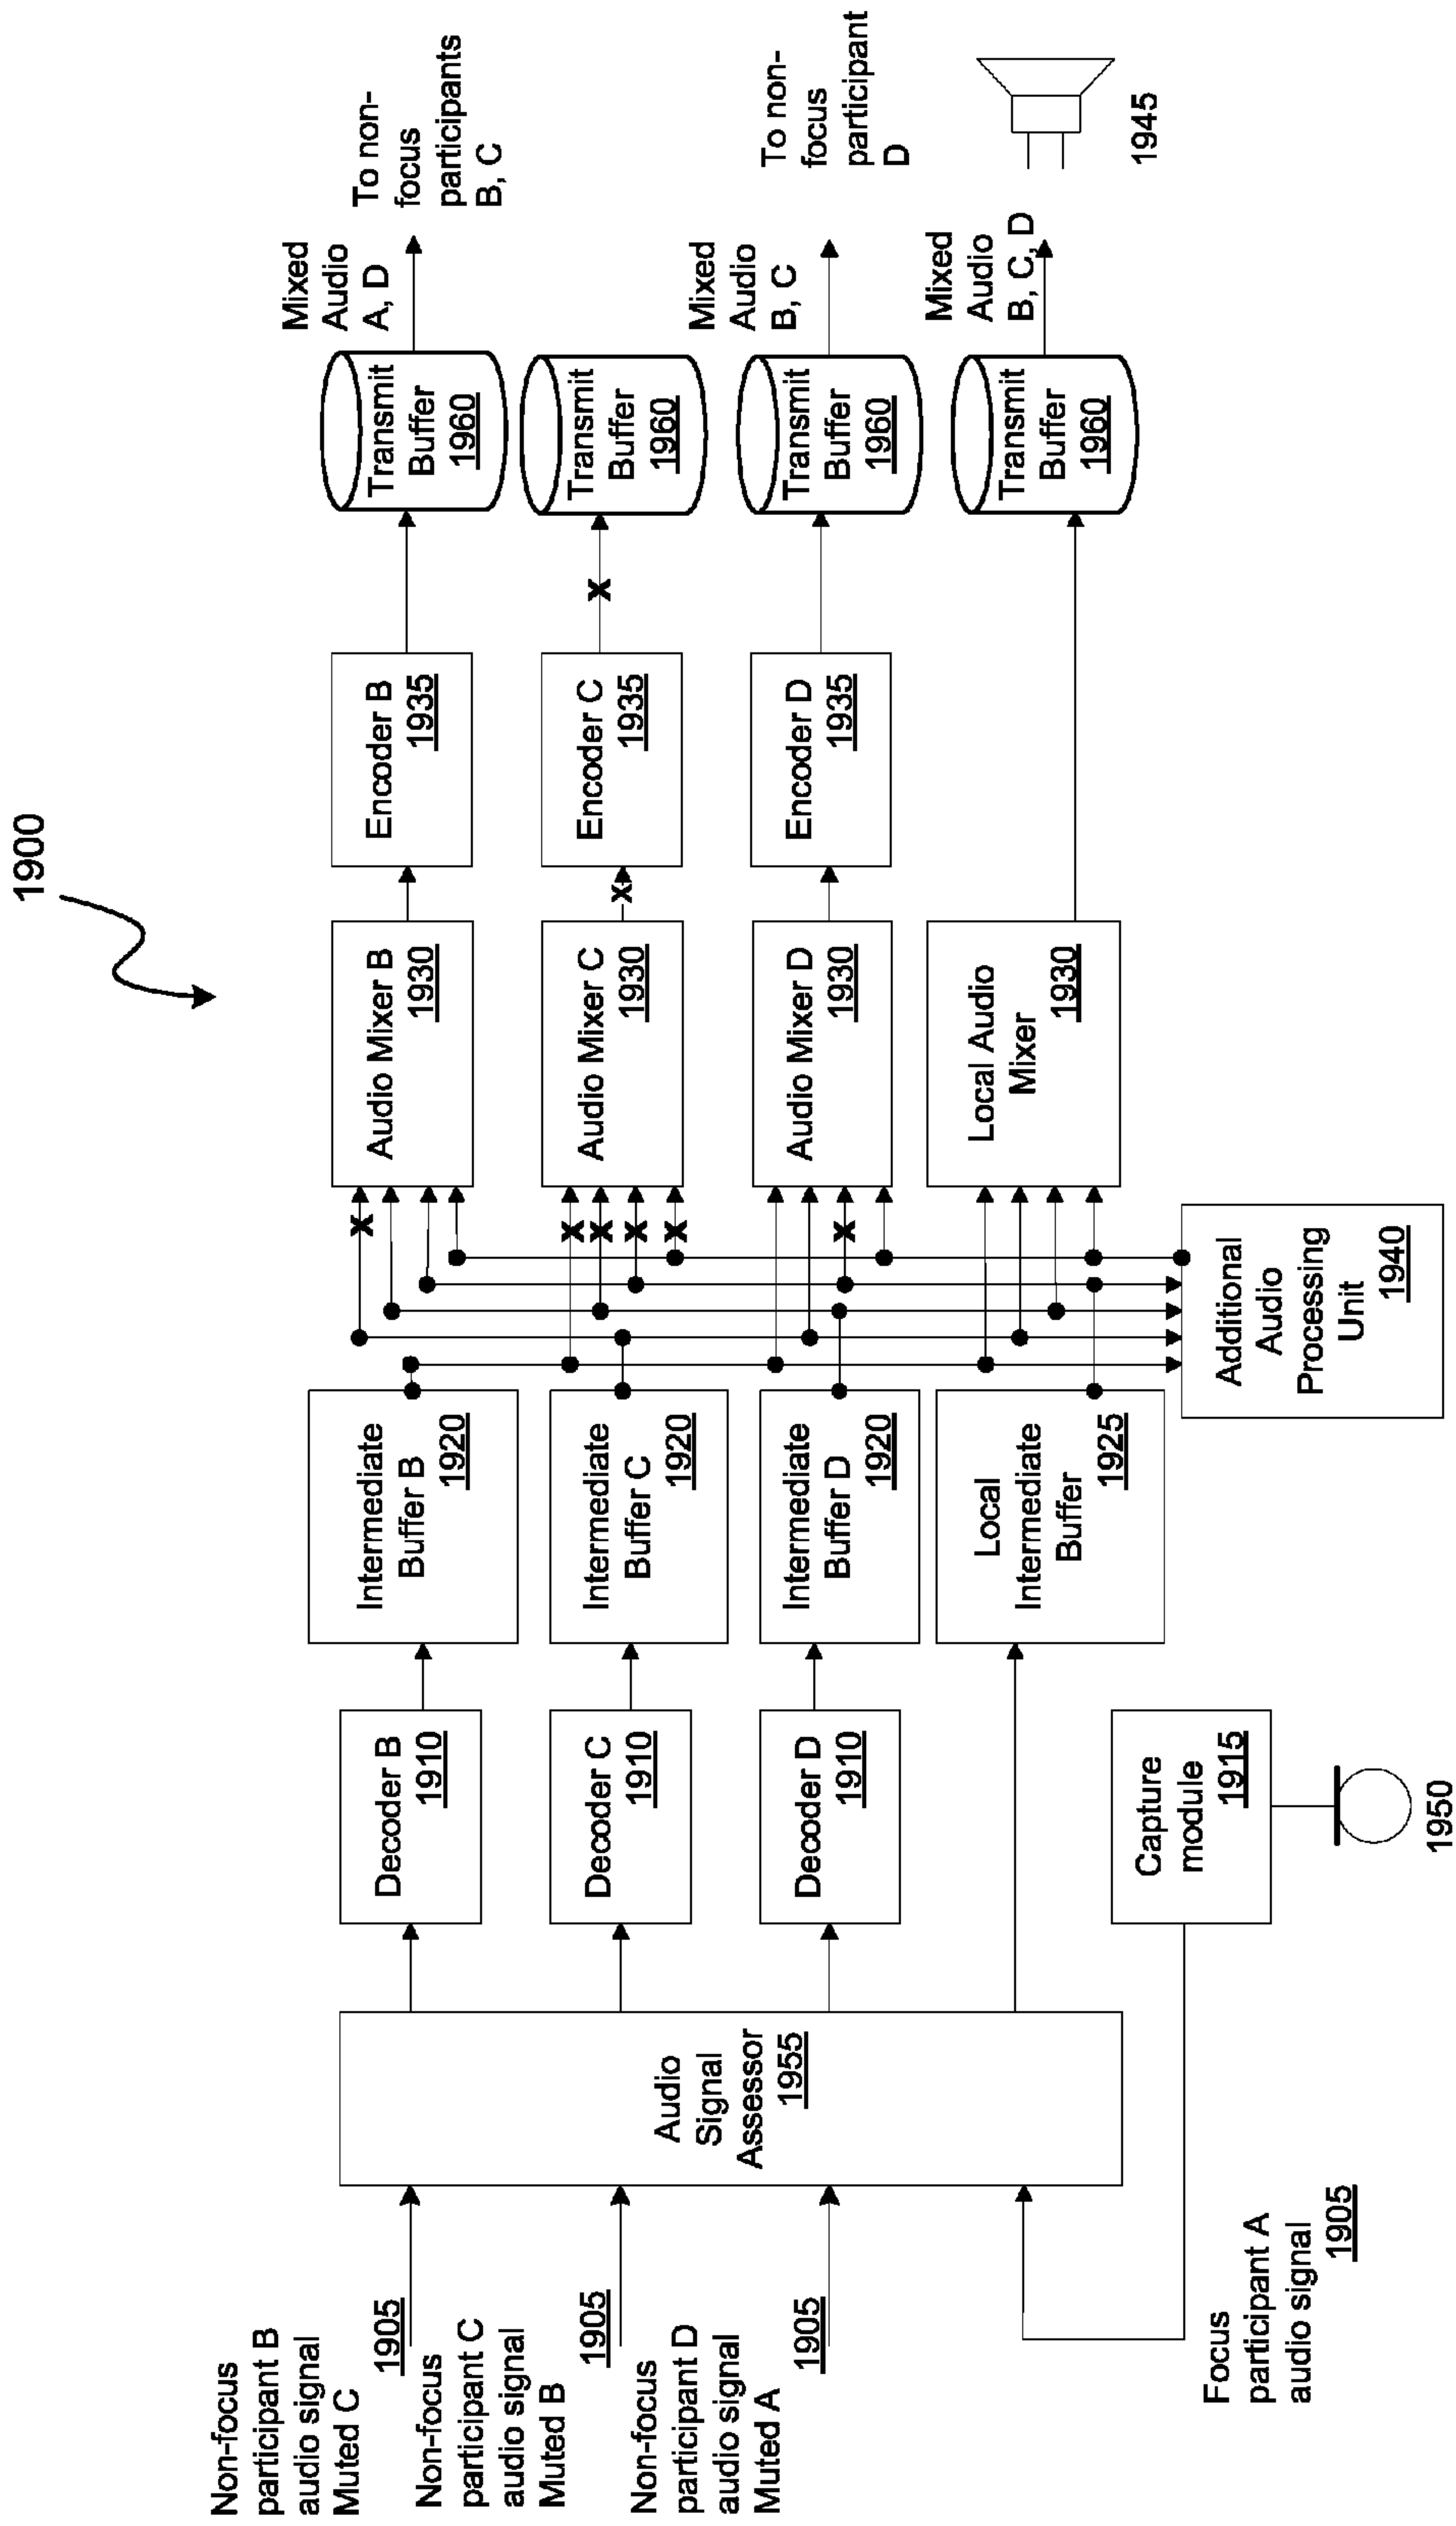 1900
Non-focus
participant B
audio signal
Muted C
1905
Non-focus
participant C
audio signal
Muted B
1905
Non-focus
participant D
audio signal
Muted A
1905
Focus
participant A
audio signal
1905
Audio
Signal
Assessor
1955
Decoder B
1910
Decoder C
1910
Decoder D
1910
Capture
module
1915
1950
Intermediate
Buffer B
1920
Intermediate
Buffer C
1920
Intermediate
Buffer D
1920
Local
Intermediate
Buffer
1925
Additional
Audio
Processing
Unit
1940
x
x
x
x
x
x
Audio Mixer B
1930
Audio Mixer C
1930
Audio Mixer D
1930
Local Audio
Mixer
1930
x
Encoder B
1935
Encoder C
1935
Encoder D
1935
x
Transmit
Buffer
1960
Transmit
Buffer
1960
Transmit
Buffer
1960
Transmit
Buffer
1960
Mixed
Audio
A, D
To non-
focus
participants
B, C
Mixed
Audio
B, C
To non-
focus
participant
D
Mixed
Audio
B, C, D
1945